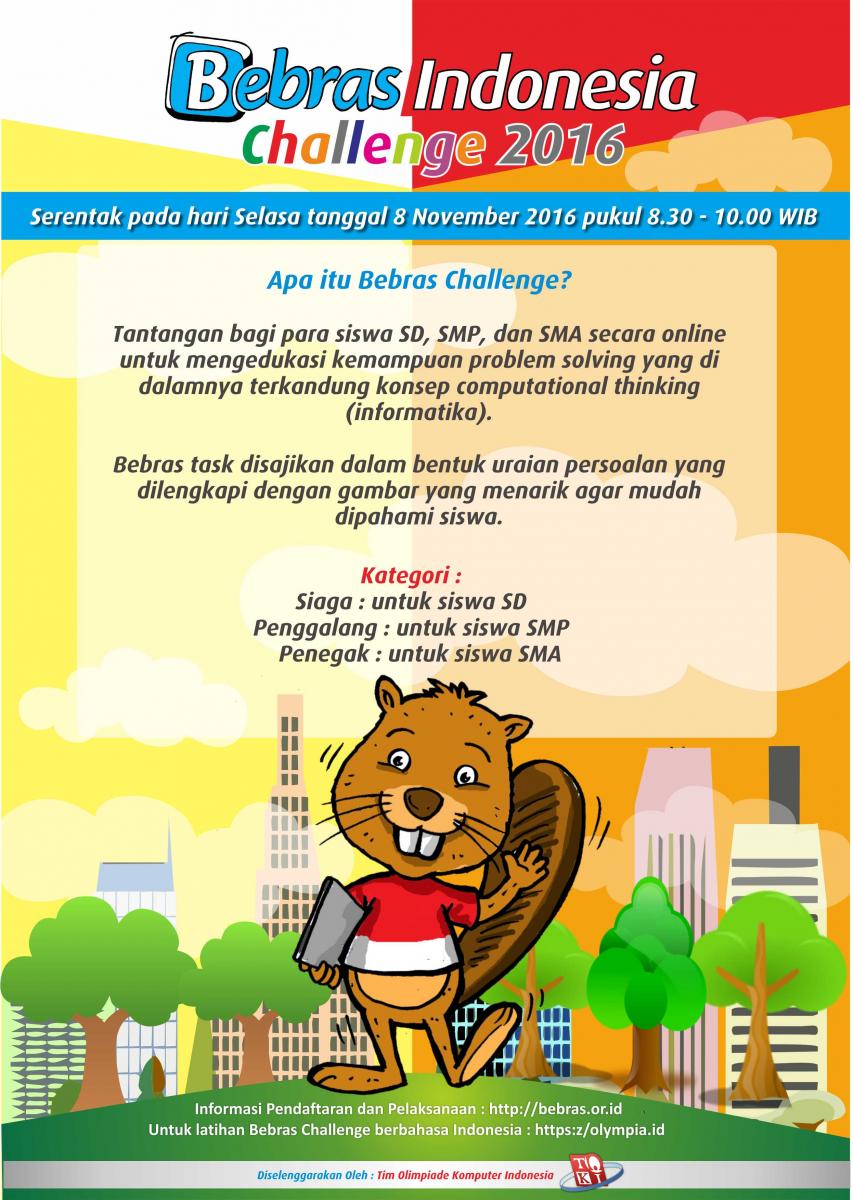 Bebras Indonesia
Challenge 2016
Serentak pada hari Selasa tanggal 8 November 2016 pukul 8.30 - 10.00 WIB
Apa itu Bebras Challenge?
Tantangan bagi para siswa SD, SMP, dan SMA secara online
untuk mengedukasi kemampuan problem solving yang di
dalamnya terkandung konsep computational thinking
(informatika).
Bebras task disajikan dalam bentuk uraian persoalan yang
dilengkapi dengan gambar yang menarik agar mudah
dipahami siswa.
Kategori :
Siaga : untuk siswa SD
Penggalang : untuk siswa SMP
Penegak : untuk siswa SMA
Informasi Pendaftaran dan Pelaksanaan : http://bebras.or.id
Untuk latihan Bebras Challenge berbahasa Indonesia : https:z/olympia.id
Diselenggarakan Oleh : Tim Olimpiade Komputer Indonesia
TOKI